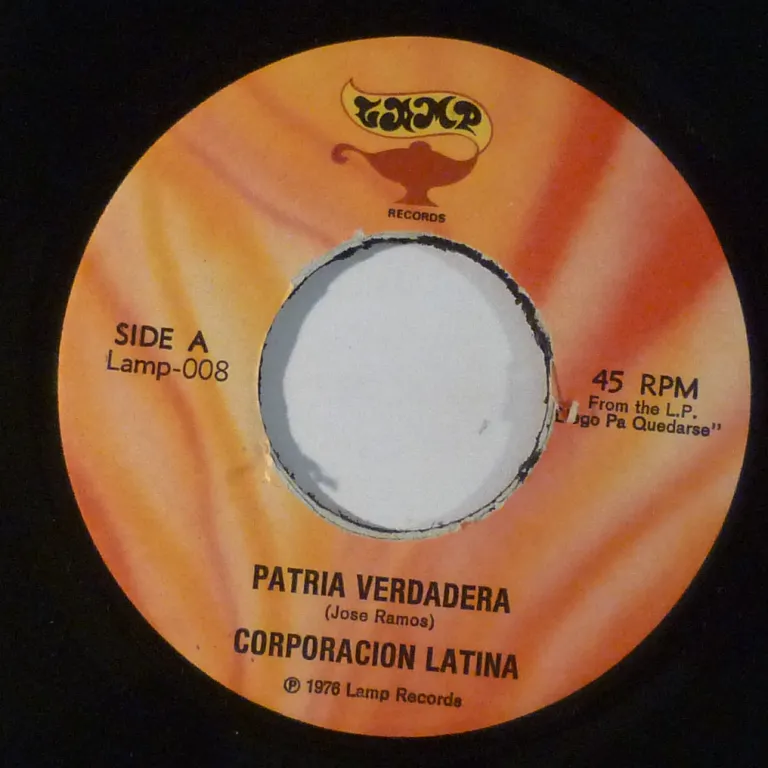 LAMP
RECORDS
SIDE A
Lamp-008
45 RPM
From the L.P.
Pa Quedarse"
PATRIA VERDADERA
(Jose Ramos)
CORPORACION LATINA
℗ 1976 Lamp Records